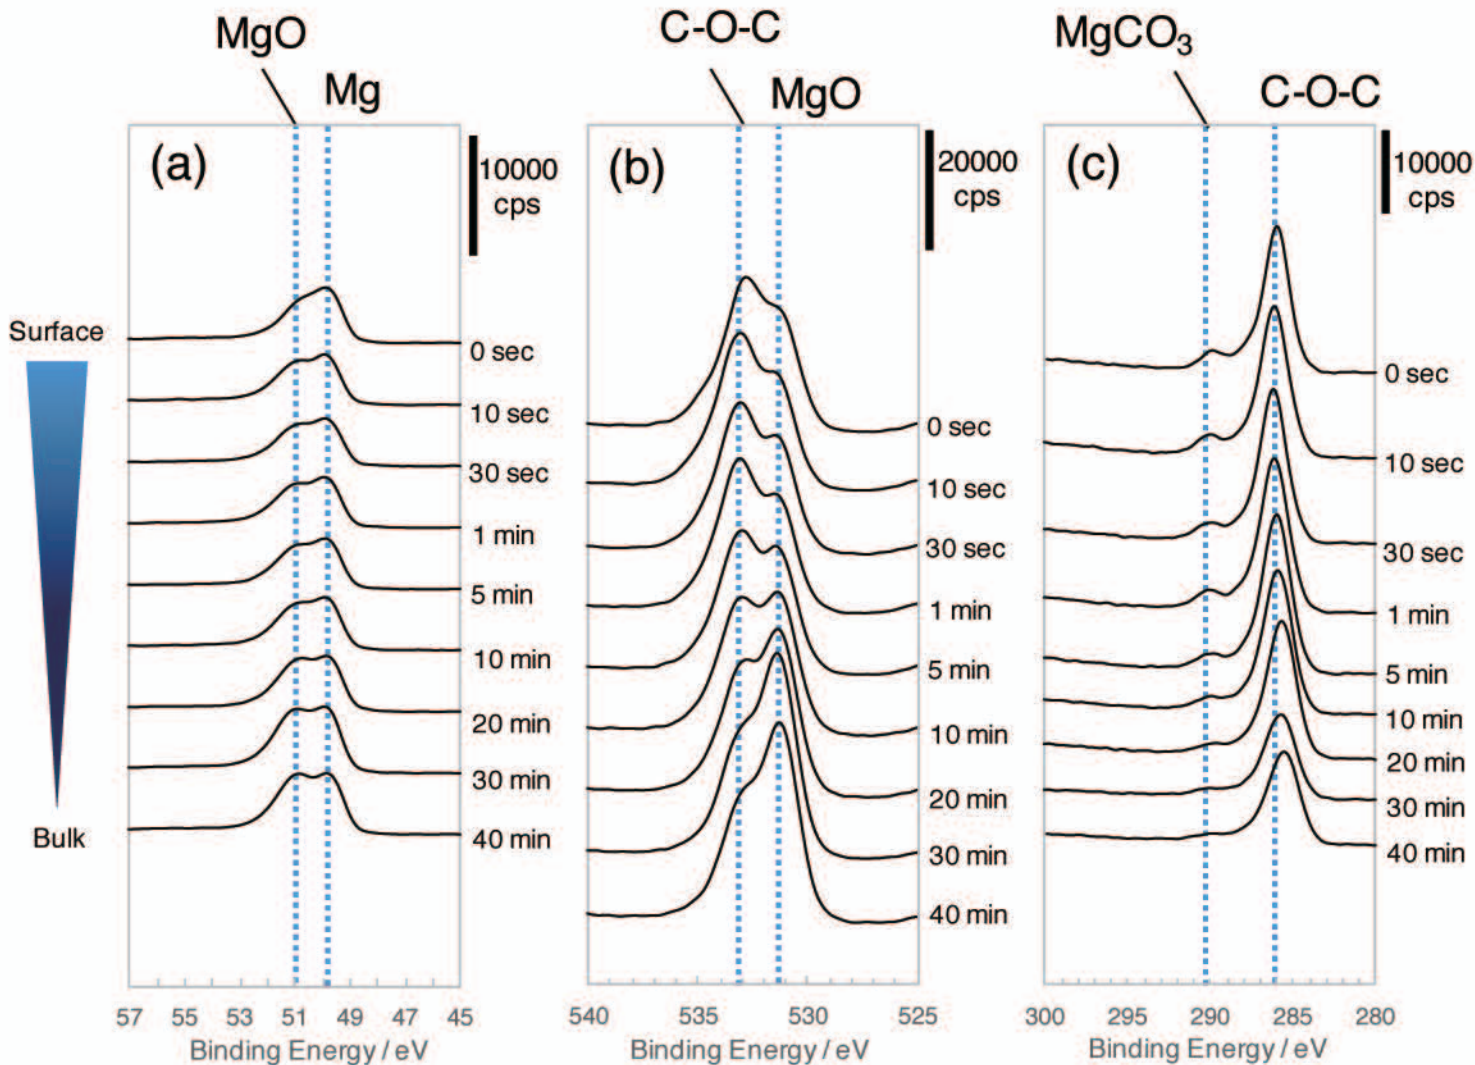 MgO
Mg
C-O-C
MgO
MgCO₃
C-O-C
(a)
10000
cps
(b)
20000
cps
(c)
10000
cps
Surface
Bulk
0 sec
10 sec
30 sec
1 min
5 min
10 min
20 min
30 min
40 min
0 sec
10 sec
30 sec
1 min
5 min
10 min
20 min
30 min
40 min
0 sec
10 sec
30 sec
1 min
5 min
10 min
20 min
30 min
40 min
57 55 53 51 49 47 45
Binding Energy / eV
540 535 530 525
Binding Energy / eV
300 295 290 285 280
Binding Energy / eV